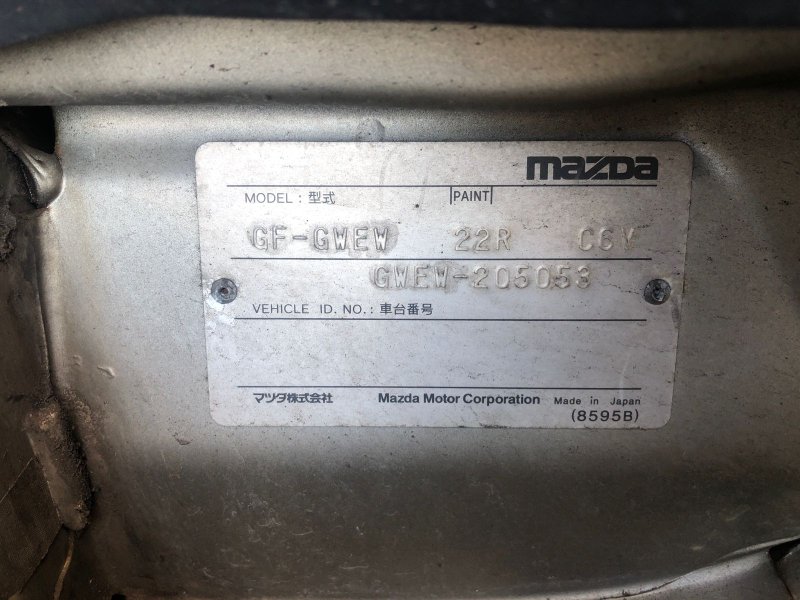 mazda
MODEL : 型式 PAINT
GF-GWEW 22R C6Y
GWEW-205053
VEHICLE ID. NO. : 車台番号
マツダ株式会社 Mazda Motor Corporation Made in Japan
(8595B)